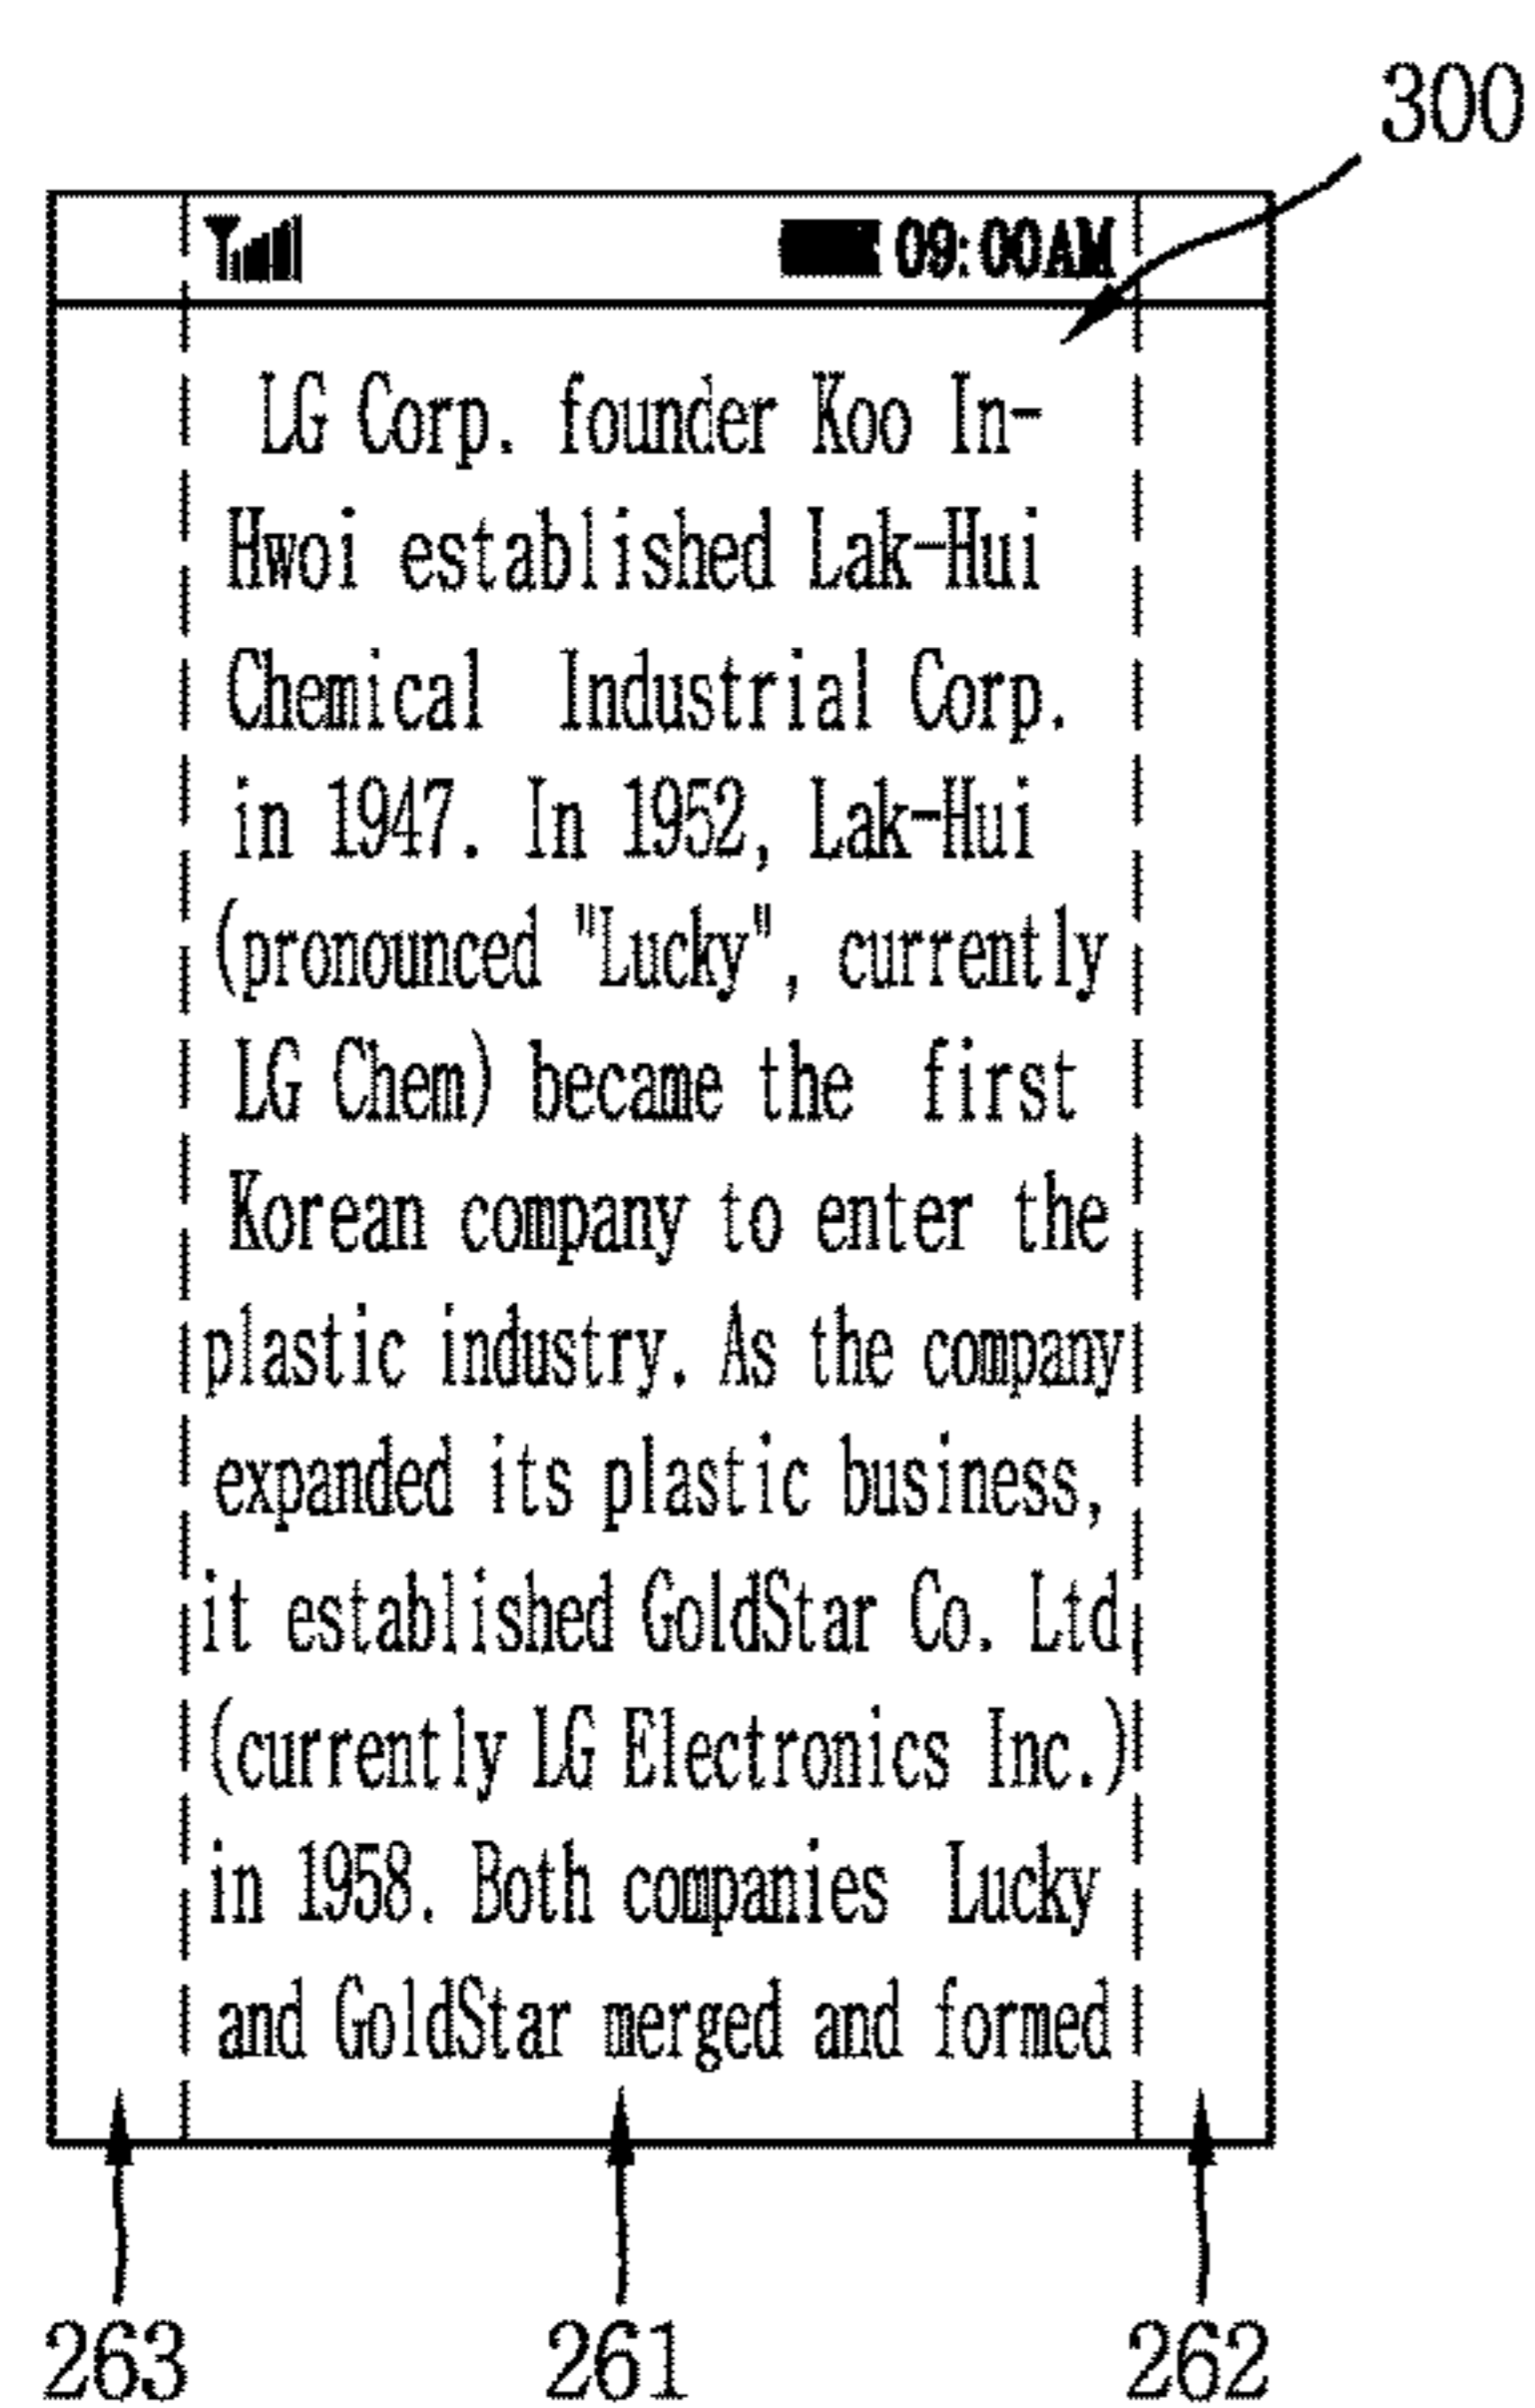 300
09:00AM
LG Corp. founder Koo In-
Hwoi established Lak-Hui
Chemical Industrial Corp.
in 1947. In 1952, Lak-Hui
(pronounced "Lucky", currently
LG Chem) became the first
Korean company to enter the
plastic industry. As the company
expanded its plastic business,
it established GoldStar Co. Ltd
(currently LG Electronics Inc.)
in 1958. Both companies Lucky
and GoldStar merged and formed
263 261 262